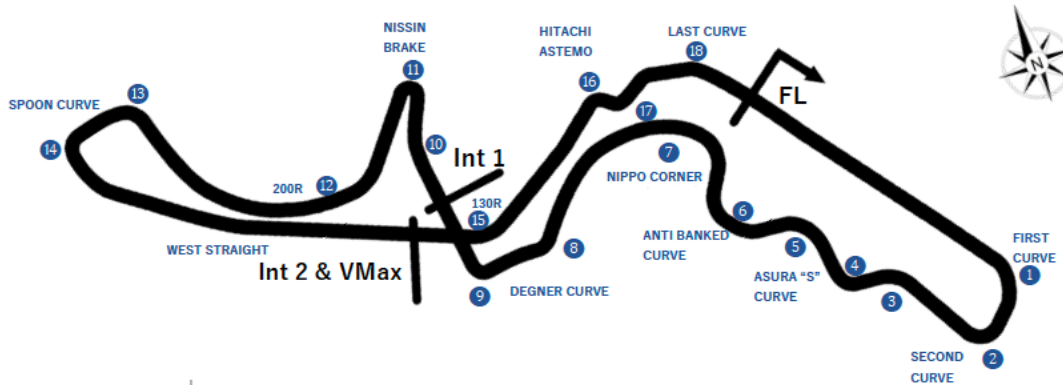 NISSIN
BRAKE
11
HITACHI
ASTEMO
16
LAST CURVE
18
FL
N
SPOON CURVE
13
14
10
Int 1
17
7
NIPPO CORNER
200R
12
130R
15
WEST STRAIGHT
Int 2 & VMax
8
9
DEGNER CURVE
6
ANTI BANKED
CURVE
5
ASURA “S”
CURVE
4
3
FIRST
CURVE
1
SECOND
CURVE
2